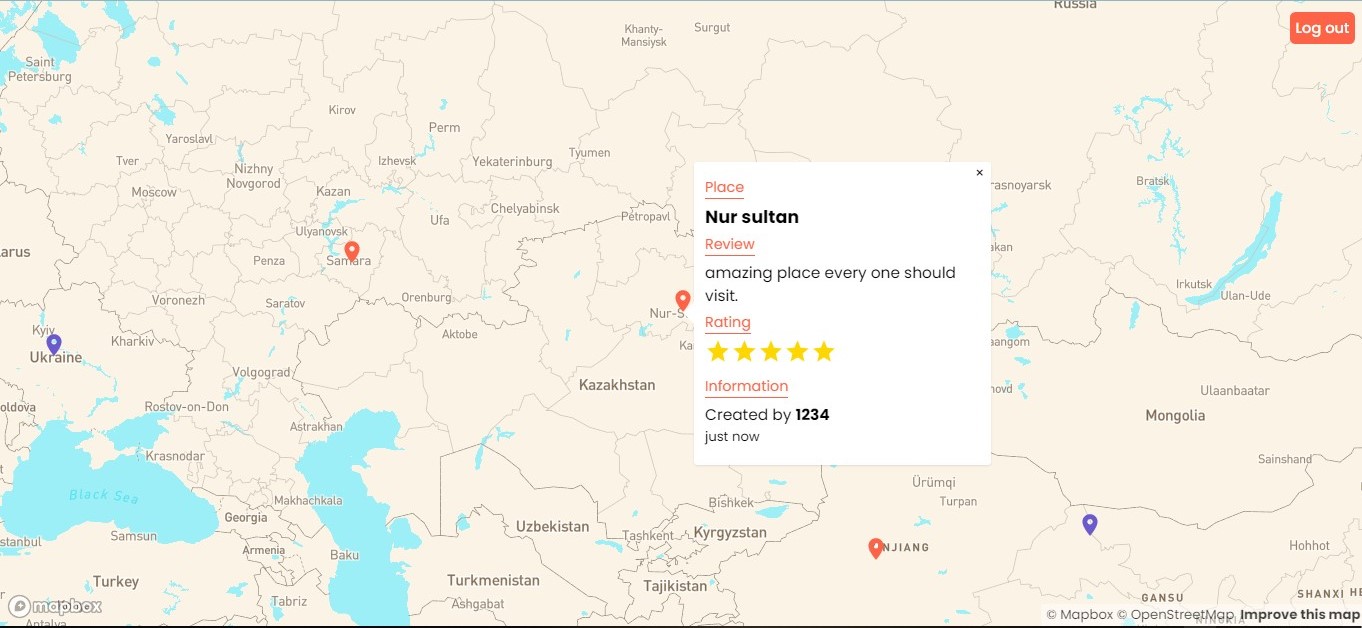 Russia
Khanty-
Mansiysk
Surgut
Log out
Saint
Petersburg
Kirov
Perm
Yaroslavl
Tver
Nizhny
Novgorod
Izhevsk
Yekaterinburg
Tyumen
Moscow
Kazan
Chelyabinsk
Ufa
Petropavl
Ulyanovsk
Samara
Penza
arus
Place
×
Nur sultan
Review
amazing place every one should
visit.
Rating
Information
Created by 1234
just now
rasnoyarsk
Bratsk
akan
Irkutsk
Ulan-Ude
Voronezh
Saratov
Orenburg
Nur-S
Kyiv
Kharkiv
Ukraine
Aktobe
Ka
aangom
Volgograd
Kazakhstan
hovd
Ulaanbaatar
oldova
Rostov-on-Don
Mongolia
Astrakhan
Krasnodar
Sainshand
Black Sea
Makhachkala
Ürümqi
Turpan
Bishkek
Georgia
Uzbekistan
Tashkent
Kyrgyzstan
stanbul
Samsun
Armenia
Baku
NJIANG
Hohhot
Turkey
Turkmenistan
Tajikistan
Tabriz
Ashgabat
GANSU
SHANXI
HE
mapbox
© Mapbox © OpenStreetMap Improve this map